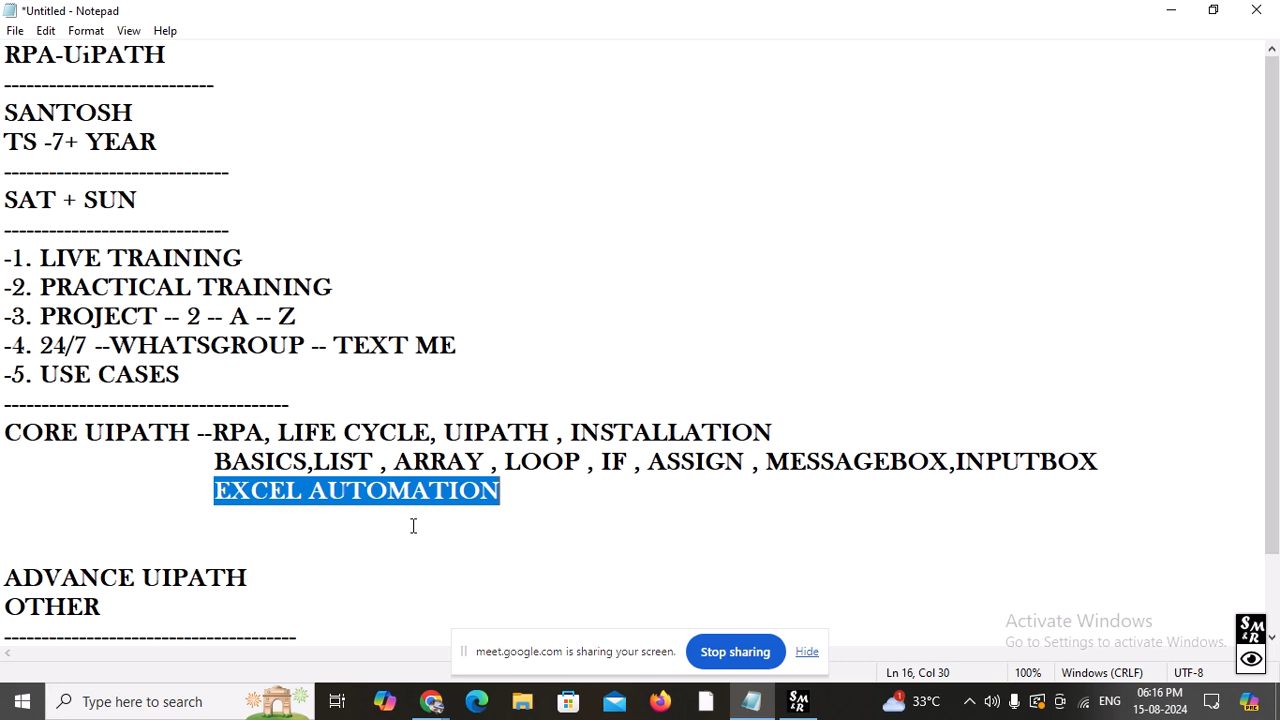 *Untitled - Notepad
File Edit Format View Help
RPA-UiPATH
----------------------------
SANTOSH
TS -7+ YEAR
------------------------------
SAT + SUN
------------------------------
-1. LIVE TRAINING
-2. PRACTICAL TRAINING
-3. PROJECT -- 2 -- A -- Z
-4. 24/7 --WHATSGROUP -- TEXT ME
-5. USE CASES
--------------------------------------
CORE UIPATH --RPA, LIFE CYCLE, UIPATH , INSTALLATION
BASICS,LIST , ARRAY , LOOP , IF , ASSIGN , MESSAGEBOX,INPUTBOX
EXCEL AUTOMATION
ADVANCE UIPATH
OTHER
---------------------------------------
Activate Windows
Go to Settings to activate Windows.
meet.google.com is sharing your screen. Stop sharing Hide
SM&R
Ln 16, Col 30 100% Windows (CRLF) UTF-8
Type here to search
SM&R
1 33°C ENG 06:16 PM
15-08-2024
PRE